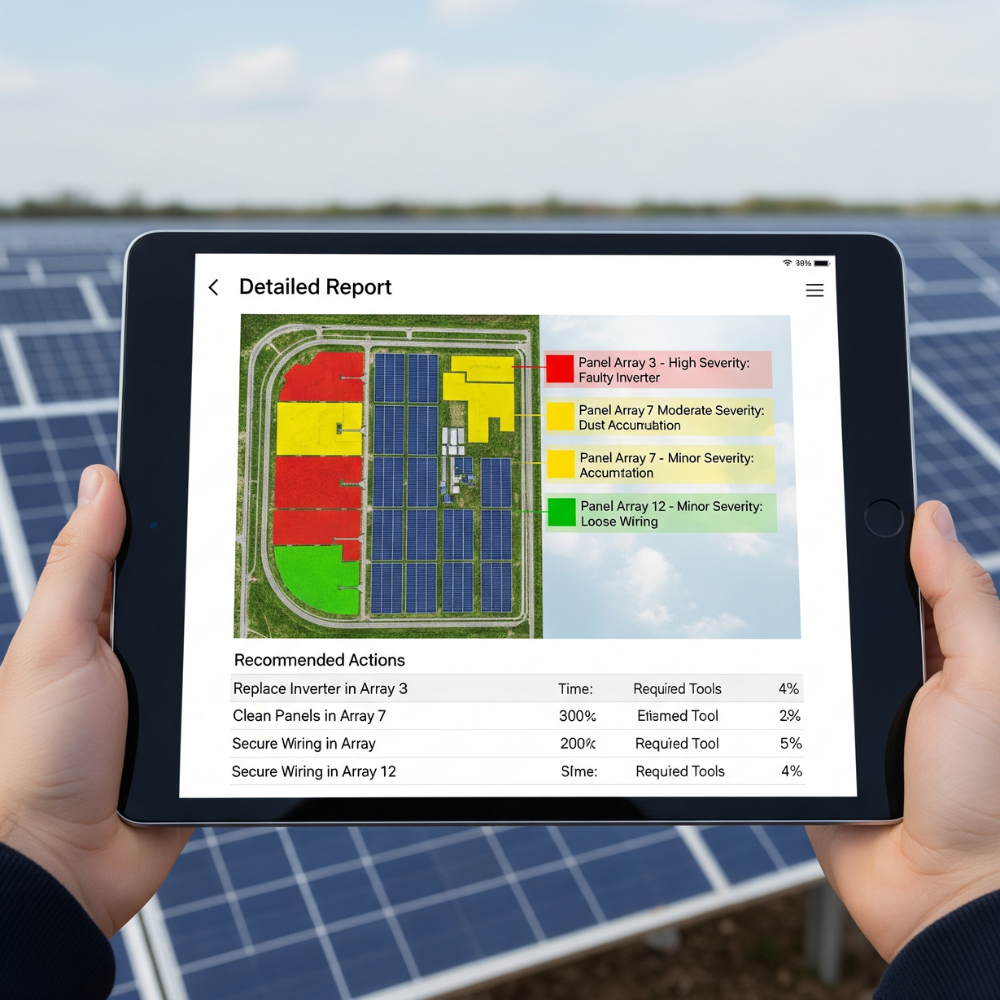 39%
Detailed Report
Panel Array 3 - High Severity:
Faulty Inverter
Panel Array 7 Moderate Severity:
Dust Accumulation
Panel Array 7 - Minor Severity:
Accumtation
Panel Array 12 - Minor Severity:
Loose Wiring
Recommended Actions
Replace Inverter in Array 3 Time: Required Tools 4%
Clean Panels in Array 7 300% Etiamed Tool 2%
Secure Wiring in Array 200% Required Tool 5%
Secure Wiring in Array 12 Sime: Required Tools 4%